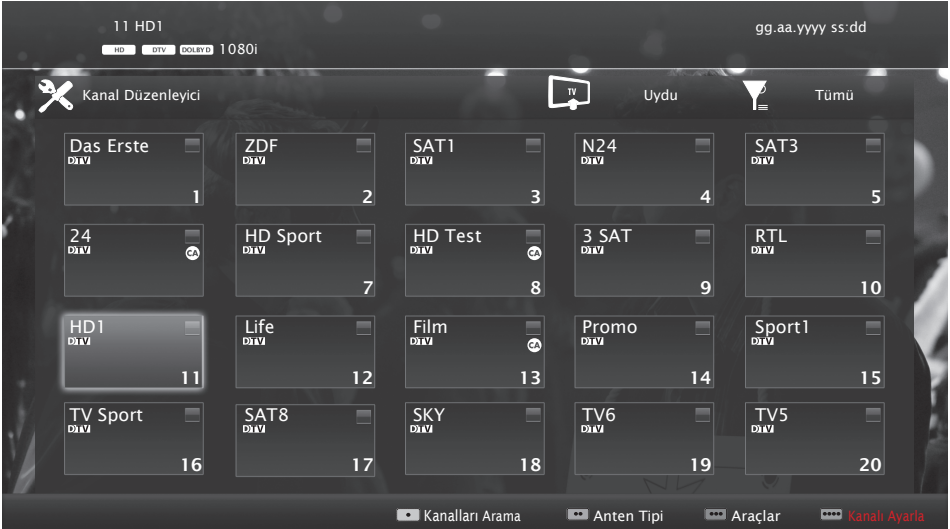 11 HD1
gg.aa.yyyy ss:dd
HD DTV DOLBY D 1080i
Kanal Düzenleyici
TV
Uydu
Tümü
Das Erste
DTV
1
ZDF
DTV
2
SAT1
DTV
3
N24
DTV
4
SAT3
DTV
5
24
DTV
CA
HD Sport
DTV
7
HD Test
DTV
CA
8
3 SAT
DTV
9
RTL
DTV
10
HD1
DTV
11
Life
DTV
12
Film
DTV
CA
13
Promo
DTV
14
Sport1
DTV
15
TV Sport
DTV
16
SAT8
DTV
17
SKY
DTV
18
TV6
DTV
19
TV5
DTV
20
Kanalları Arama
Anten Tipi
Araçlar
Kanalı Ayarla